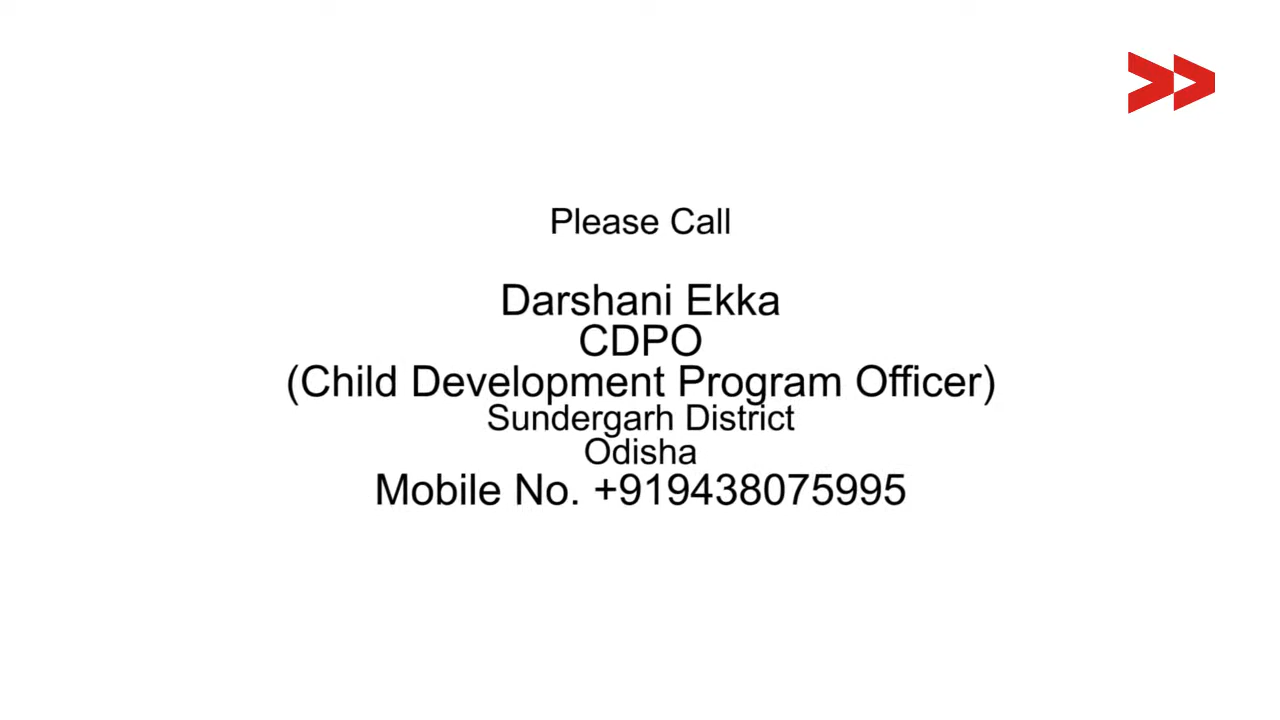 Please Call
Darshani Ekka
CDPO
(Child Development Program Officer)
Sundergarh District
Odisha
Mobile No. +919438075995